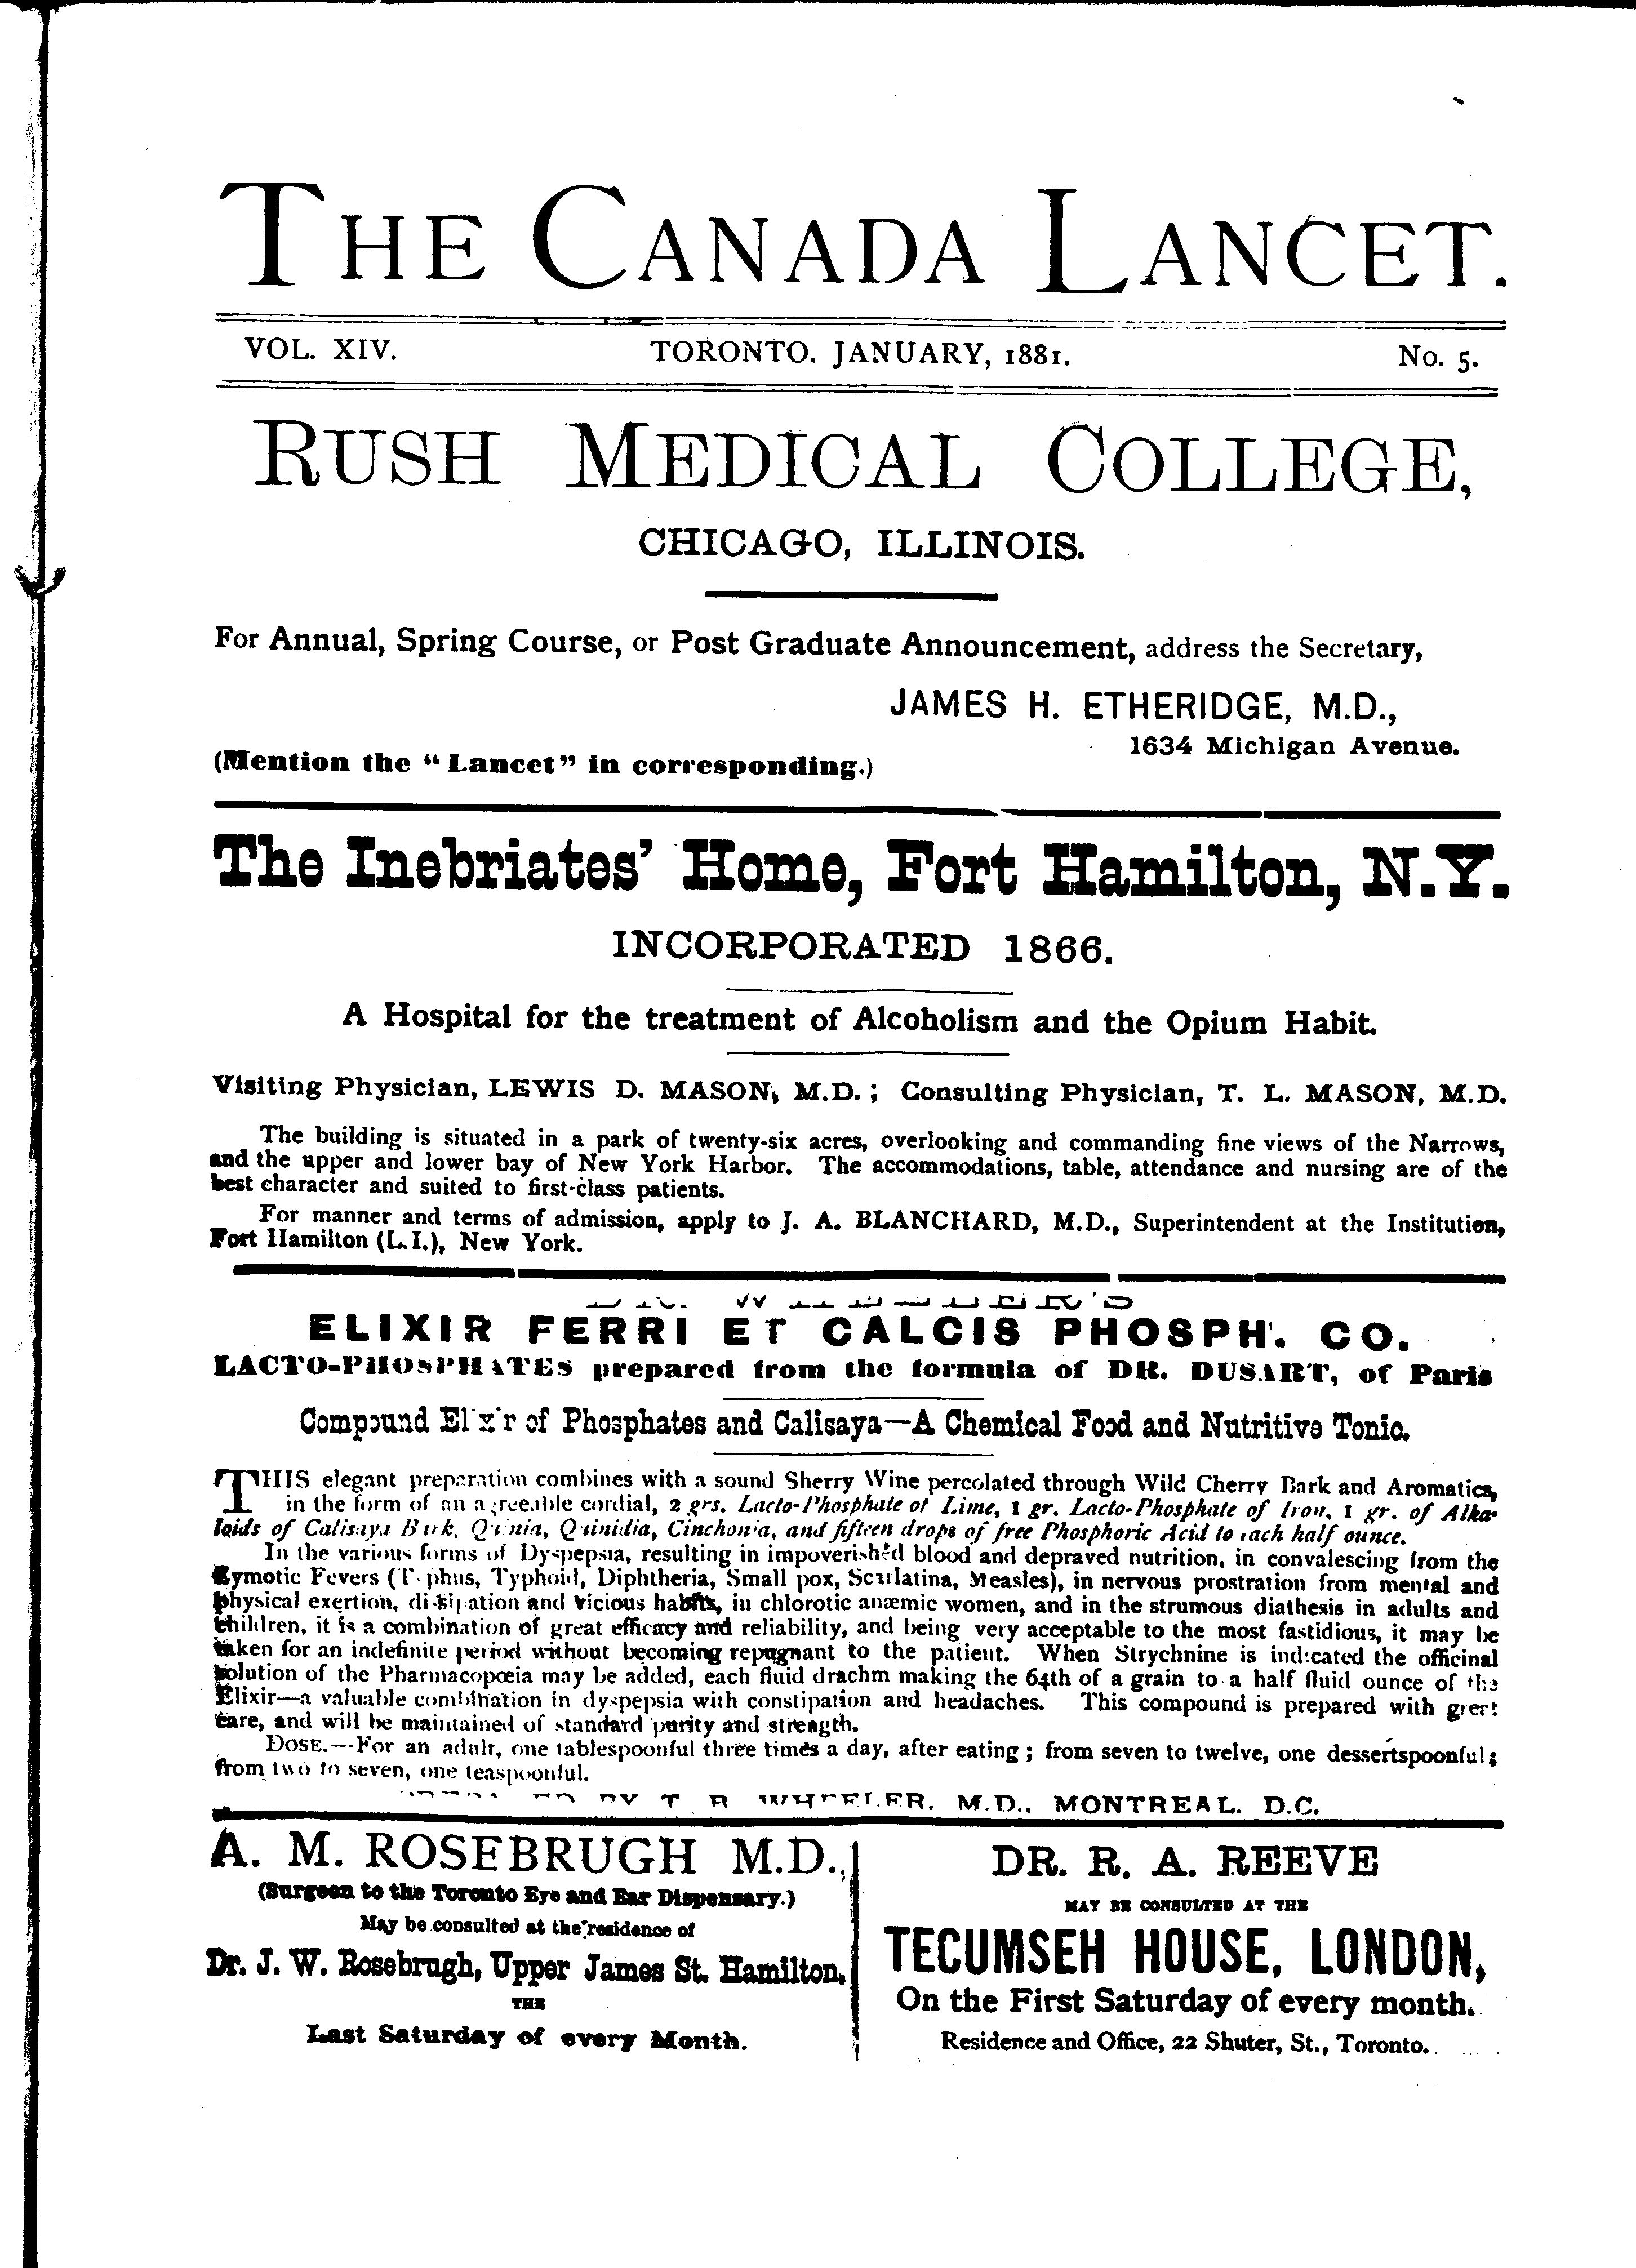 THE CANADA LANCET.
VOL. XIV. TORONTO. JANUARY, 1881. No. 5.
RUSH MEDICAL COLLEGE,
CHICAGO, ILLINOIS.
For Annual, Spring Course, or Post Graduate Announcement, address the Secretary,
JAMES H. ETHERIDGE, M.D.,
1634 Michigan Avenue.
(Mention the "Lancet" in corresponding.)
The Inebriates' Home, Fort Hamilton, N.Y.
INCORPORATED 1866.
A Hospital for the treatment of Alcoholism and the Opium Habit.
Visiting Physician, LEWIS D. MASON, M.D.; Consulting Physician, T. L. MASON, M.D.
The building is situated in a park of twenty-six acres, overlooking and commanding fine views of the Narrows,
and the upper and lower bay of New York Harbor. The accommodations, table, attendance and nursing are of the
best character and suited to first-class patients.
For manner and terms of admission, apply to J. A. BLANCHARD, M.D., Superintendent at the Institution,
Fort Hamilton (L.I.), New York.
DR. WHEELER'S
ELIXIR FERRI ET CALCIS PHOSPH. CO.
LACTO-PHOSPHATES prepared from the formula of DR. DUSART, of Paris
Compound Elixir of Phosphates and Calisaya—A Chemical Food and Nutritive Tonic.
THIS elegant preparation combines with a sound Sherry Wine percolated through Wild Cherry Bark and Aromatics,
in the form of an agreeable cordial, 2 grs. Lacto-Phosphate of Lime, 1 gr. Lacto-Phosphate of Iron, 1 gr. of Alka-
loids of Calisaya Bark, Quinia, Quinidia, Cinchonia, and fifteen drops of free Phosphoric Acid to each half ounce.
In the various forms of Dyspepsia, resulting in impoverished blood and depraved nutrition, in convalescing from the
Zymotic Fevers (Typhus, Typhoid, Diphtheria, Small pox, Scarlatina, Measles), in nervous prostration from mental and
physical exertion, dissipation and vicious habits, in chlorotic anæmic women, and in the strumous diathesis in adults and
children, it is a combination of great efficacy and reliability, and being very acceptable to the most fastidious, it may be
taken for an indefinite period without becoming repugnant to the patient. When Strychnine is indicated the officinal
solution of the Pharmacopœia may be added, each fluid drachm making the 64th of a grain to a half fluid ounce of the
Elixir—a valuable combination in dyspepsia with constipation and headaches. This compound is prepared with great
care, and will be maintained of standard purity and strength.
DOSE.—For an adult, one tablespoonful three times a day, after eating; from seven to twelve, one dessertspoonful;
from two to seven, one teaspoonful.
BY T. B. WHEELER, M.D., MONTREAL, D.C.
A. M. ROSEBRUGH M.D.,
(Surgeon to the Toronto Eye and Ear Dispensary.)
May be consulted at the residence of
Dr. J. W. Rosebrugh, Upper James St. Hamilton,
THE
Last Saturday of every Month.
DR. R. A. REEVE
MAY BE CONSULTED AT THE
TECUMSEH HOUSE, LONDON,
On the First Saturday of every month.
Residence and Office, 22 Shuter, St., Toronto.